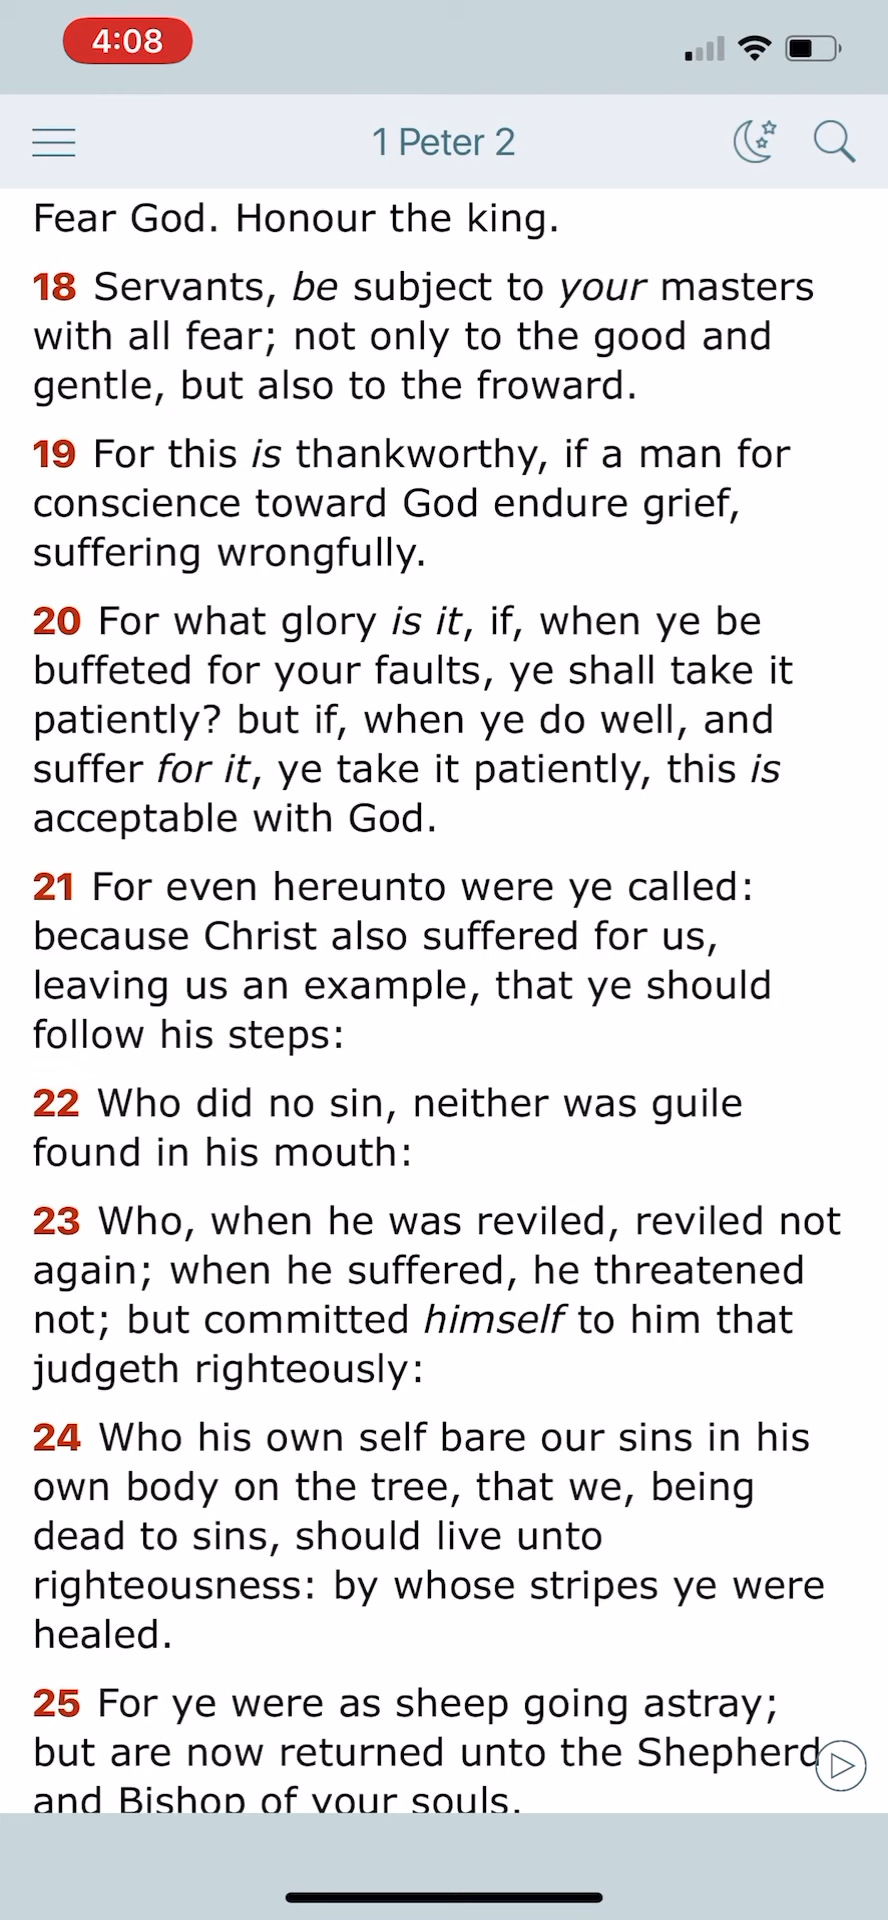 4:08
1 Peter 2
Fear God. Honour the king.
18 Servants, be subject to your masters
with all fear; not only to the good and
gentle, but also to the froward.
19 For this is thankworthy, if a man for
conscience toward God endure grief,
suffering wrongfully.
20 For what glory is it, if, when ye be
buffeted for your faults, ye shall take it
patiently? but if, when ye do well, and
suffer for it, ye take it patiently, this is
acceptable with God.
21 For even hereunto were ye called:
because Christ also suffered for us,
leaving us an example, that ye should
follow his steps:
22 Who did no sin, neither was guile
found in his mouth:
23 Who, when he was reviled, reviled not
again; when he suffered, he threatened
not; but committed himself to him that
judgeth righteously:
24 Who his own self bare our sins in his
own body on the tree, that we, being
dead to sins, should live unto
righteousness: by whose stripes ye were
healed.
25 For ye were as sheep going astray;
but are now returned unto the Shepherd
and Bishop of your souls.